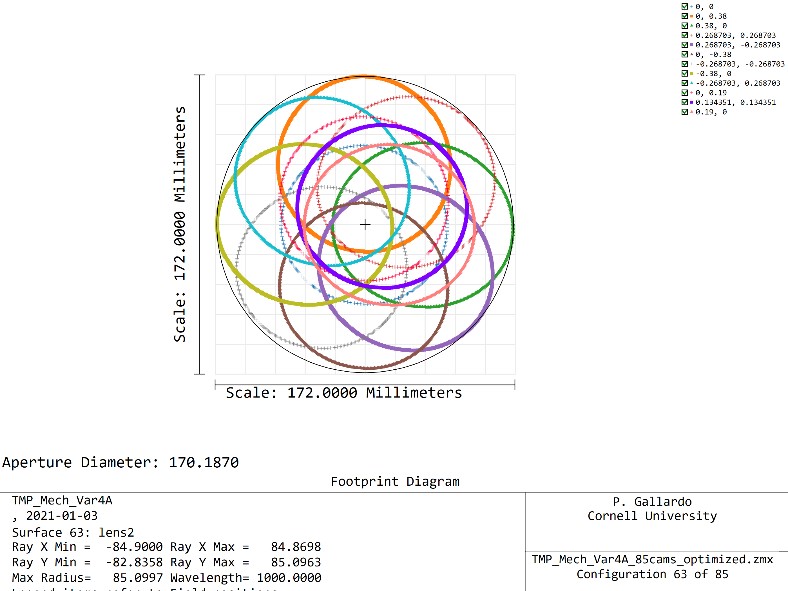 0, 0
0, 0.38
0.38, 0
0.268703, 0.268703
0.268703, -0.268703
0, -0.38
-0.268703, -0.268703
-0.38, 0
-0.268703, 0.268703
0, 0.19
0.134351, 0.134351
0.19, 0
Scale: 172.0000 Millimeters
Scale: 172.0000 Millimeters
Aperture Diameter: 170.1870
Footprint Diagram
TMP_Mech_Var4A
, 2021-01-03
Surface 63: lens2
Ray X Min = -84.9000 Ray X Max = 84.8698
Ray Y Min = -82.8358 Ray Y Max = 85.0963
Max Radius= 85.0997 Wavelength= 1000.0000
P. Gallardo
Cornell University
TMP_Mech_Var4A_85cams_optimized.zmx
Configuration 63 of 85